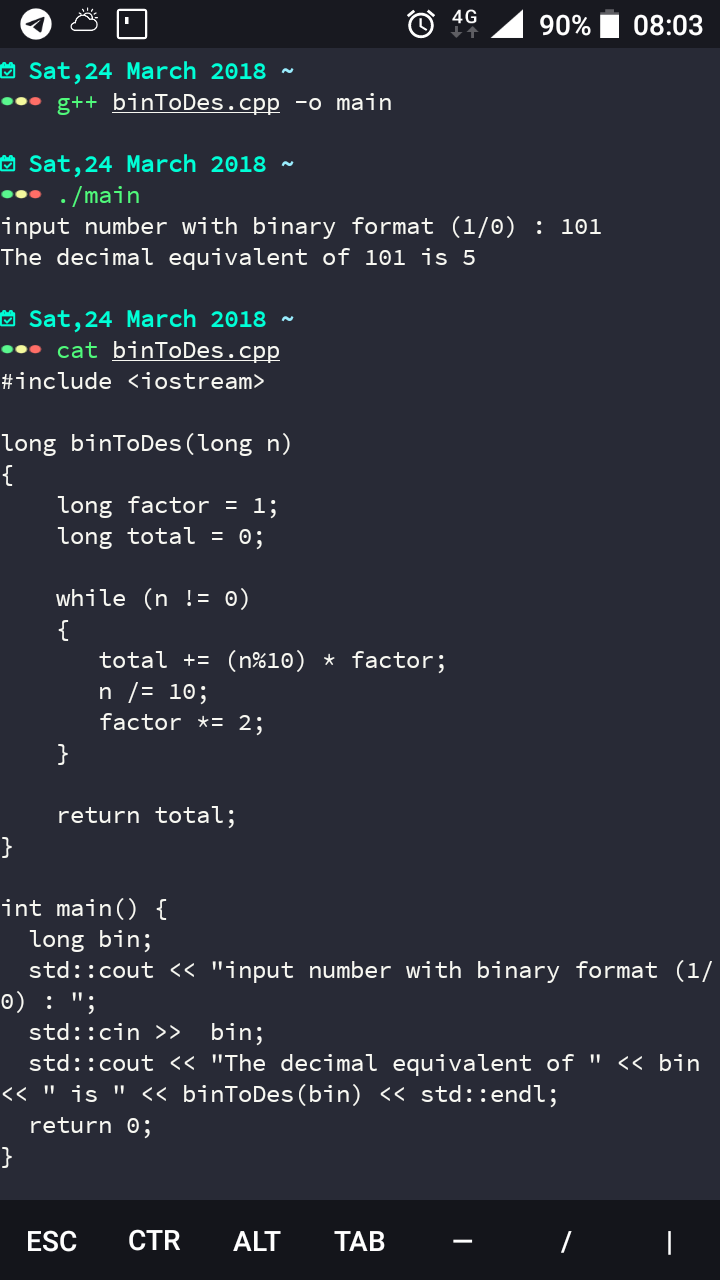 4G 90% 08:03
Sat,24 March 2018 ~
g++ binToDes.cpp -o main
Sat,24 March 2018 ~
./main
input number with binary format (1/0) : 101
The decimal equivalent of 101 is 5
Sat,24 March 2018 ~
cat binToDes.cpp
#include <iostream>
long binToDes(long n)
{
    long factor = 1;
    long total = 0;
    while (n != 0)
    {
       total += (n%10) * factor;
       n /= 10;
       factor *= 2;
    }
    return total;
}
int main() {
  long bin;
  std::cout << "input number with binary format (1/
0) : ";
  std::cin >>  bin;
  std::cout << "The decimal equivalent of " << bin
<< " is " << binToDes(bin) << std::endl;
  return 0;
}
ESC CTR ALT TAB — / |